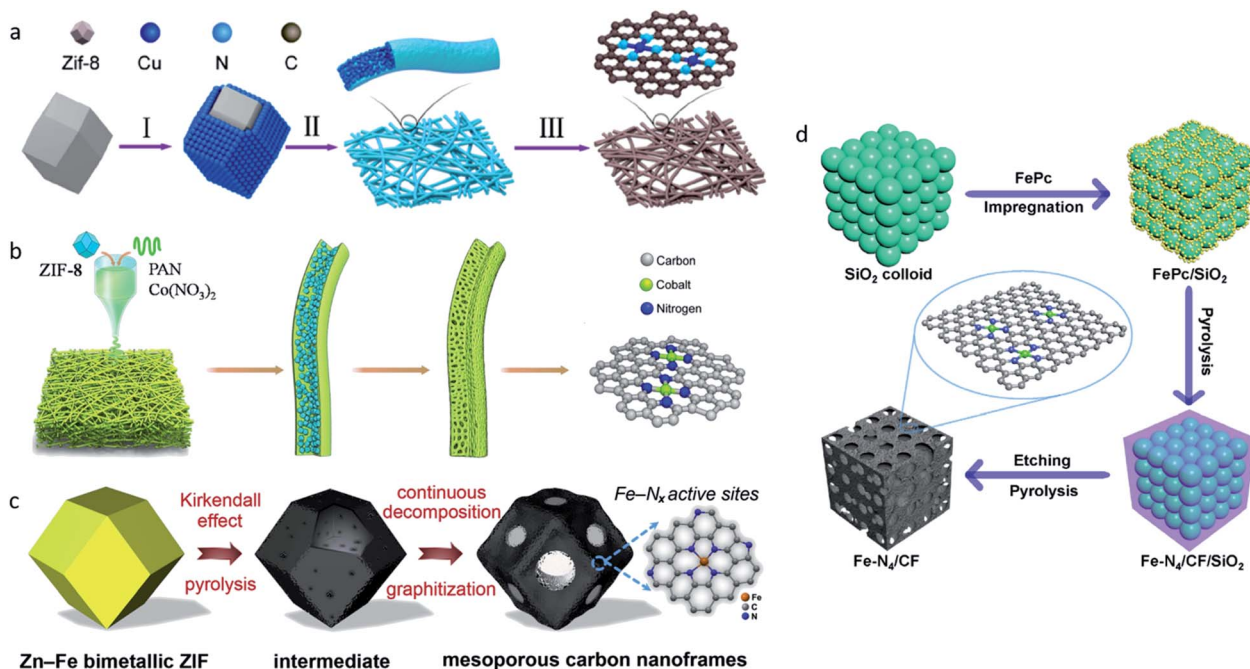 a
Zif-8 Cu N C
I II III
b
ZIF-8 PAN
Co(NO₃)₂
Carbon
Cobalt
Nitrogen
c
Kirkendall
effect
pyrolysis
continuous
decomposition
graphitization
Fe–Nₓ active sites
Fe
C
N
Zn–Fe bimetallic ZIF intermediate mesoporous carbon nanoframes
d
FePc
Impregnation
SiO₂ colloid FePc/SiO₂
Pyrolysis
Etching
Pyrolysis
Fe-N₄/CF Fe-N₄/CF/SiO₂